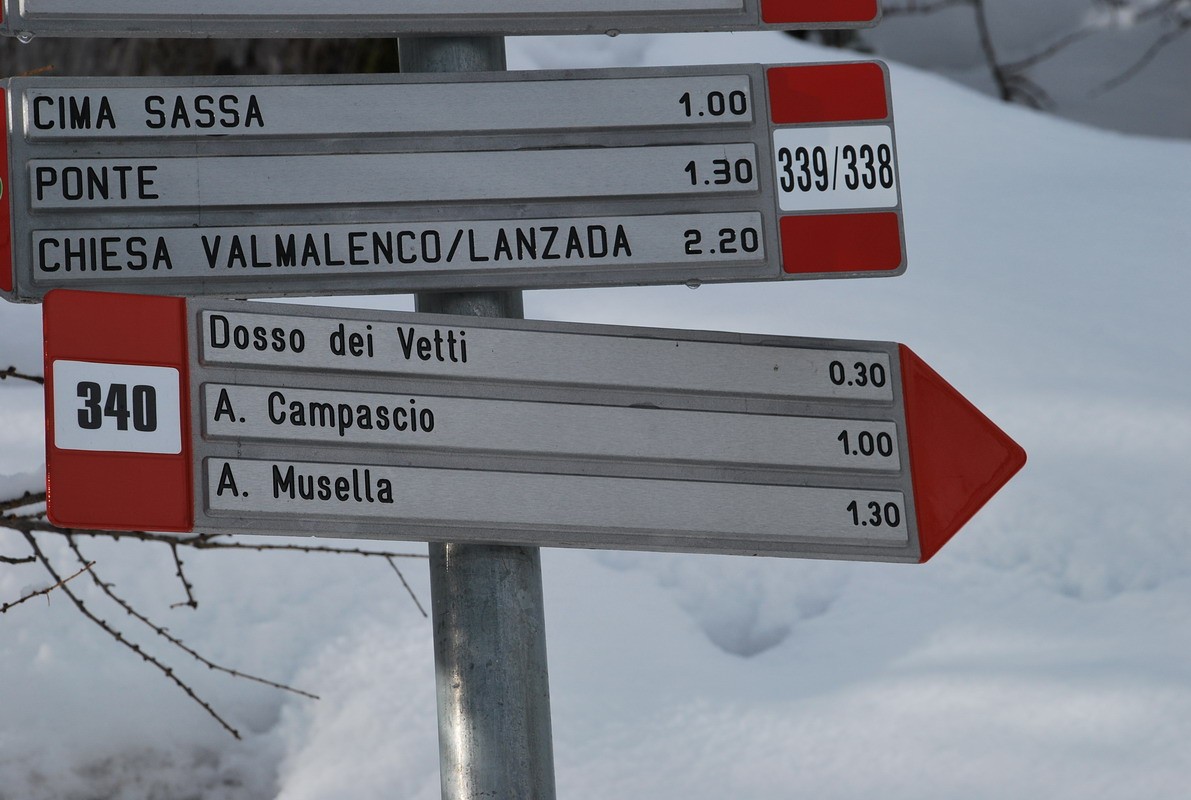 CIMA SASSA 1.00
PONTE 1.30
CHIESA VALMALENCO/LANZADA 2.20
339/338
340
Dosso dei Vetti 0.30
A. Campascio 1.00
A. Musella 1.30